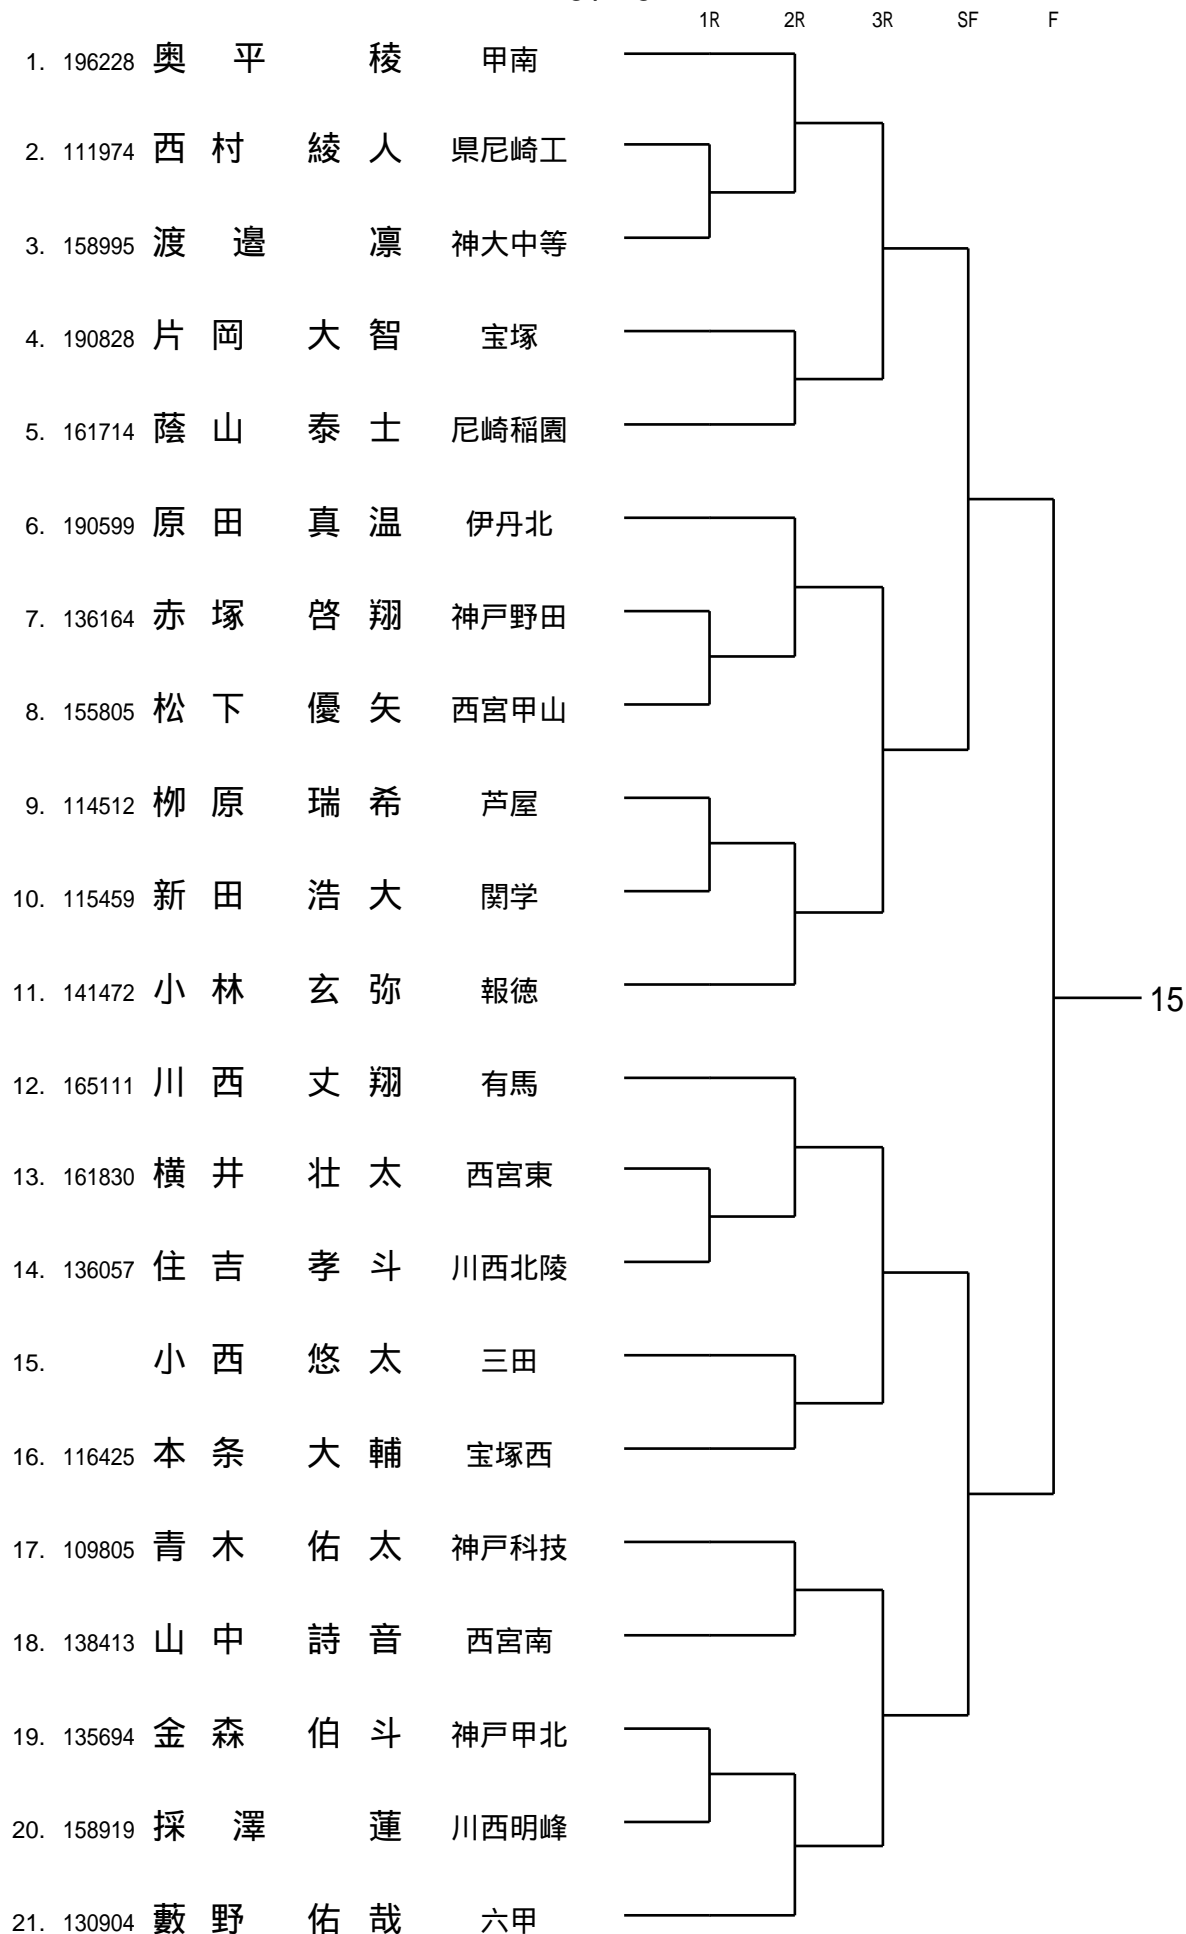 1R 2R 3R SF F
1. 196228 奥平 稜 甲南
2. 111974 西村 綾人 県尼崎工
3. 158995 渡邉 凛 神大中等
4. 190828 片岡 大智 宝塚
5. 161714 蔭山 泰士 尼崎稲園
6. 190599 原田 真温 伊丹北
7. 136164 赤塚 啓翔 神戸野田
8. 155805 松下 優矢 西宮甲山
9. 114512 栁原 瑞希 芦屋
10. 115459 新田 浩大 関学
11. 141472 小林 玄弥 報徳
15
12. 165111 川西 丈翔 有馬
13. 161830 横井 壮太 西宮東
14. 136057 住吉 孝斗 川西北陵
15. 小西 悠太 三田
16. 116425 本条 大輔 宝塚西
17. 109805 青木 佑太 神戸科技
18. 138413 山中 詩音 西宮南
19. 135694 金森 伯斗 神戸甲北
20. 158919 採澤 蓮 川西明峰
21. 130904 藪野 佑哉 六甲